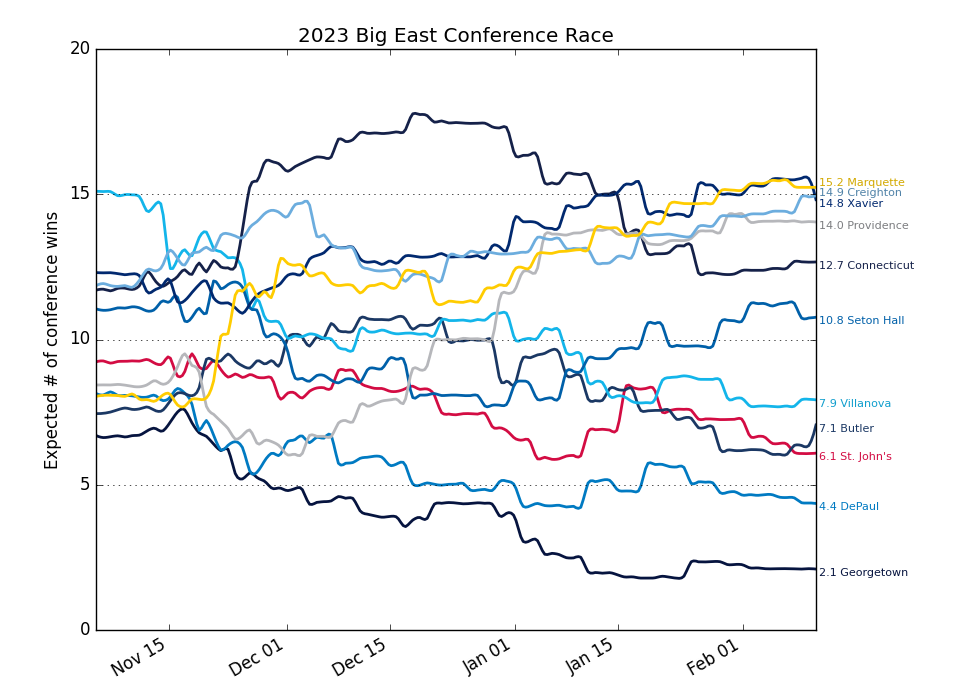 2023 Big East Conference Race
Expected # of conference wins
20
15
10
5
0
Nov 15
Dec 01
Dec 15
Jan 01
Jan 15
Feb 01
15.2 Marquette
14.9 Creighton
14.8 Xavier
14.0 Providence
12.7 Connecticut
10.8 Seton Hall
7.9 Villanova
7.1 Butler
6.1 St. John's
4.4 DePaul
2.1 Georgetown